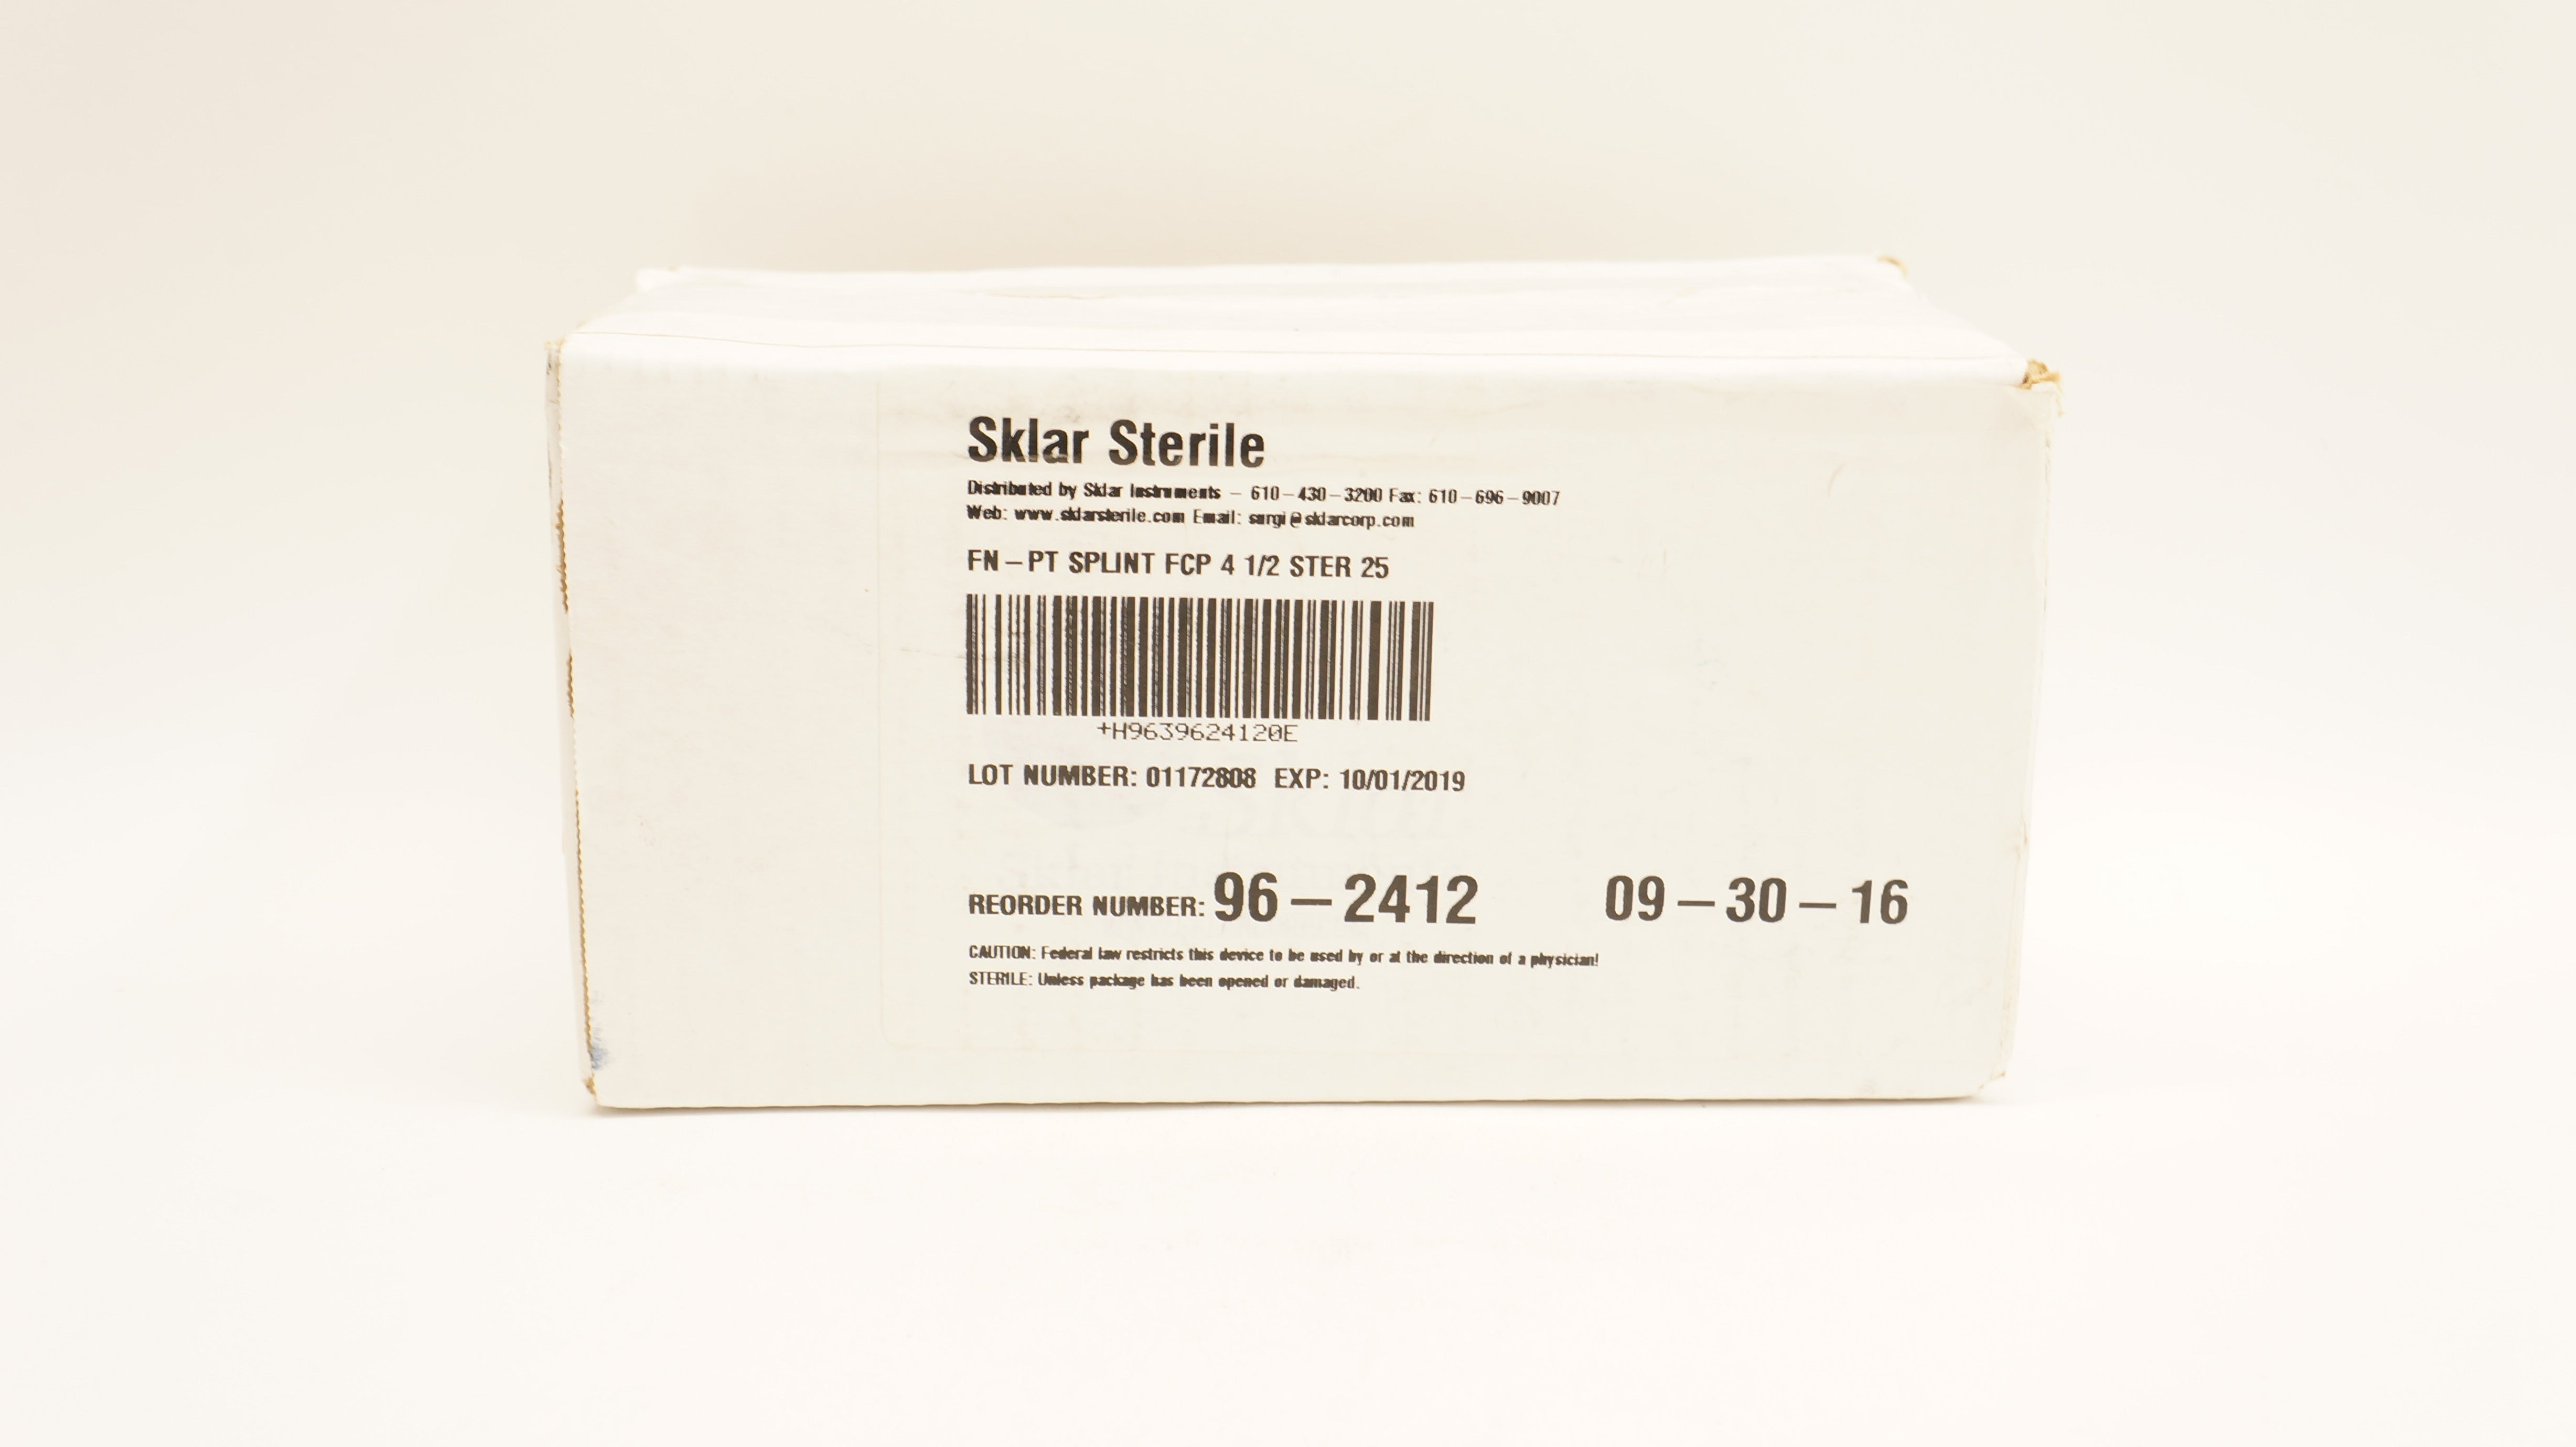 Sklar Sterile
Distributed by Sklar Instruments – 610–430–3200 Fax: 610–696–9007
Web: www.sklarsterile.com Email: surgi@sklarcorp.com
FN–PT SPLINT FCP 4 1/2 STER 25
+H9639624120E
LOT NUMBER: 01172808 EXP: 10/01/2019
REORDER NUMBER: 96–2412 09–30–16
CAUTION: Federal law restricts this device to be used by or at the direction of a physician!
STERILE: Unless package has been opened or damaged.